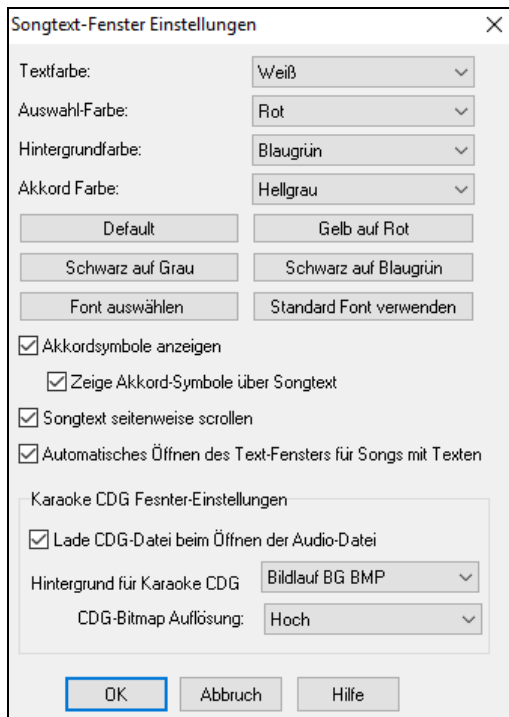 Songtext-Fenster Einstellungen
Textfarbe: Weiß
Auswahl-Farbe: Rot
Hintergrundfarbe: Blaugrün
Akkord Farbe: Hellgrau
Default Gelb auf Rot
Schwarz auf Grau Schwarz auf Blaugrün
Font auswählen Standard Font verwenden
Akkordsymbole anzeigen
Zeige Akkord-Symbole über Songtext
Songtext seitenweise scrollen
Automatisches Öffnen des Text-Fensters für Songs mit Texten
Karaoke CDG Fesnter-Einstellungen
Lade CDG-Datei beim Öffnen der Audio-Datei
Hintergrund für Karaoke CDG Bildlauf BG BMP
CDG-Bitmap Auflösung: Hoch
OK Abbruch Hilfe